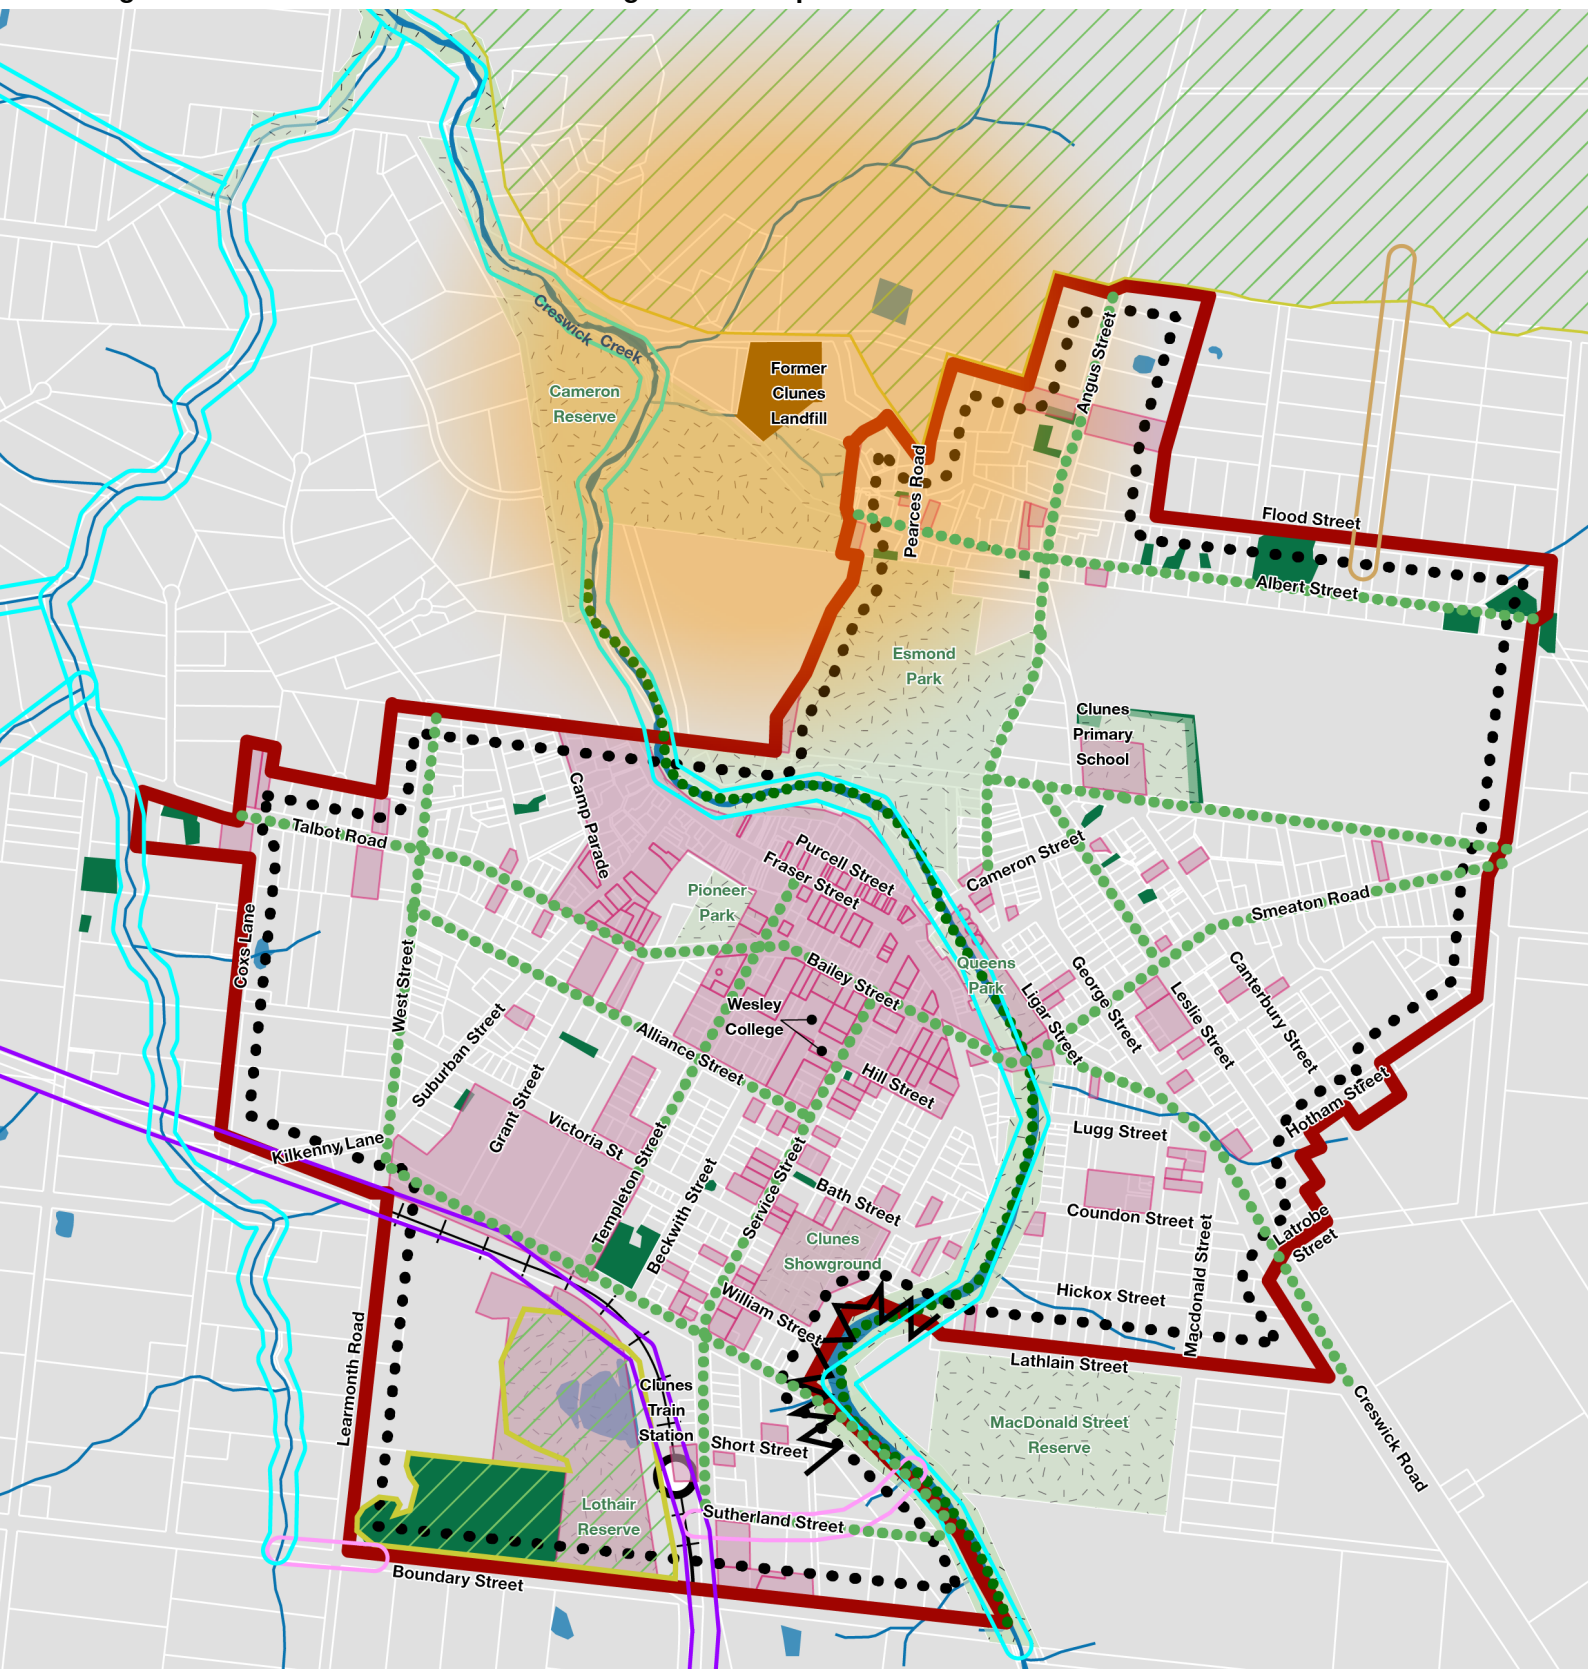 Creswick Creek
Cameron
Reserve
Former
Clunes
Landfill
Angus Street
Pearces Road
Flood Street
Albert Street
Esmond
Park
Clunes
Primary
School
Talbot Road
Camp Parade
Purcell Street
Fraser Street
Pioneer
Park
Cameron Street
Smeaton Road
Coxs Lane
West Street
Bailey Street
Queens
Park
Wesley
College
Ligar Street
George Street
Leslie Street
Canterbury Street
Suburban Street
Alliance Street
Hill Street
Grant Street
Victoria St
Hotham Street
Lugg Street
Kilkenny Lane
Templeton Street
Beckwith Street
Service Street
Bath Street
Coundon Street
Latrobe
Street
Clunes
Showground
Macdonald Street
Hickox Street
William Street
Lathlain Street
Learmonth Road
Clunes
Train
Station
Short Street
MacDonald Street
Reserve
Creswick Road
Lothair
Reserve
Sutherland Street
Boundary Street